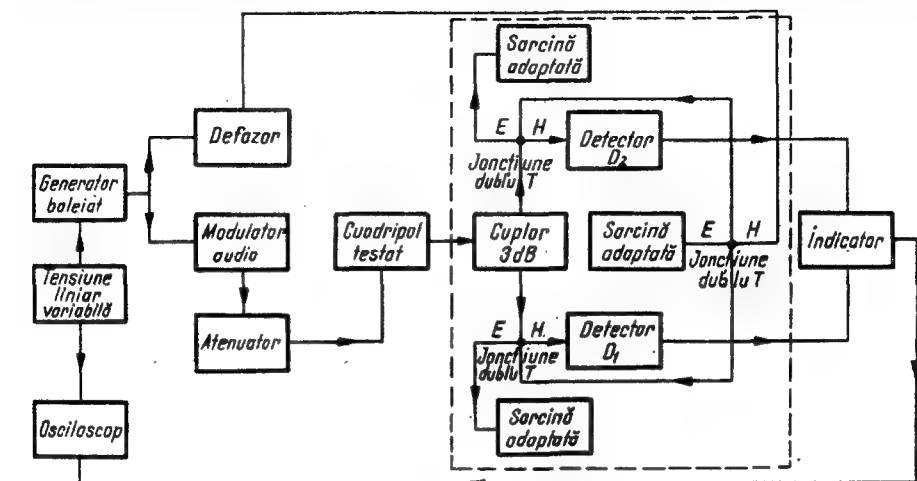 Sarcină
adaptată
Defazor
E H
Detector
D2
Joncțiune
dublu T
Generator
baleiat
Modulator
audio
Cuadripol
testat
Cuplor
3dB
Sarcină
adaptată
E H
Joncțiune
dublu T
Indicator
Tensiune
liniar
variabilă
Atenuator
E H
Detector
D1
Joncțiune
dublu T
Osciloscop
Sarcină
adaptată